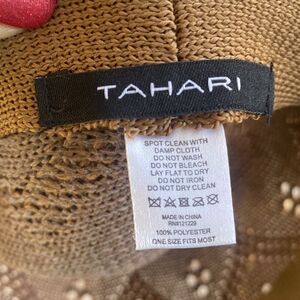 TAHARI
SPOT CLEAN WITH
DAMP CLOTH
DO NOT WASH
DO NOT BLEACH
LAY FLAT TO DRY
DO NOT IRON
DO NOT DRY CLEAN
MADE IN CHINA
RN#121229
100% POLYESTER
ONE SIZE FITS MOST